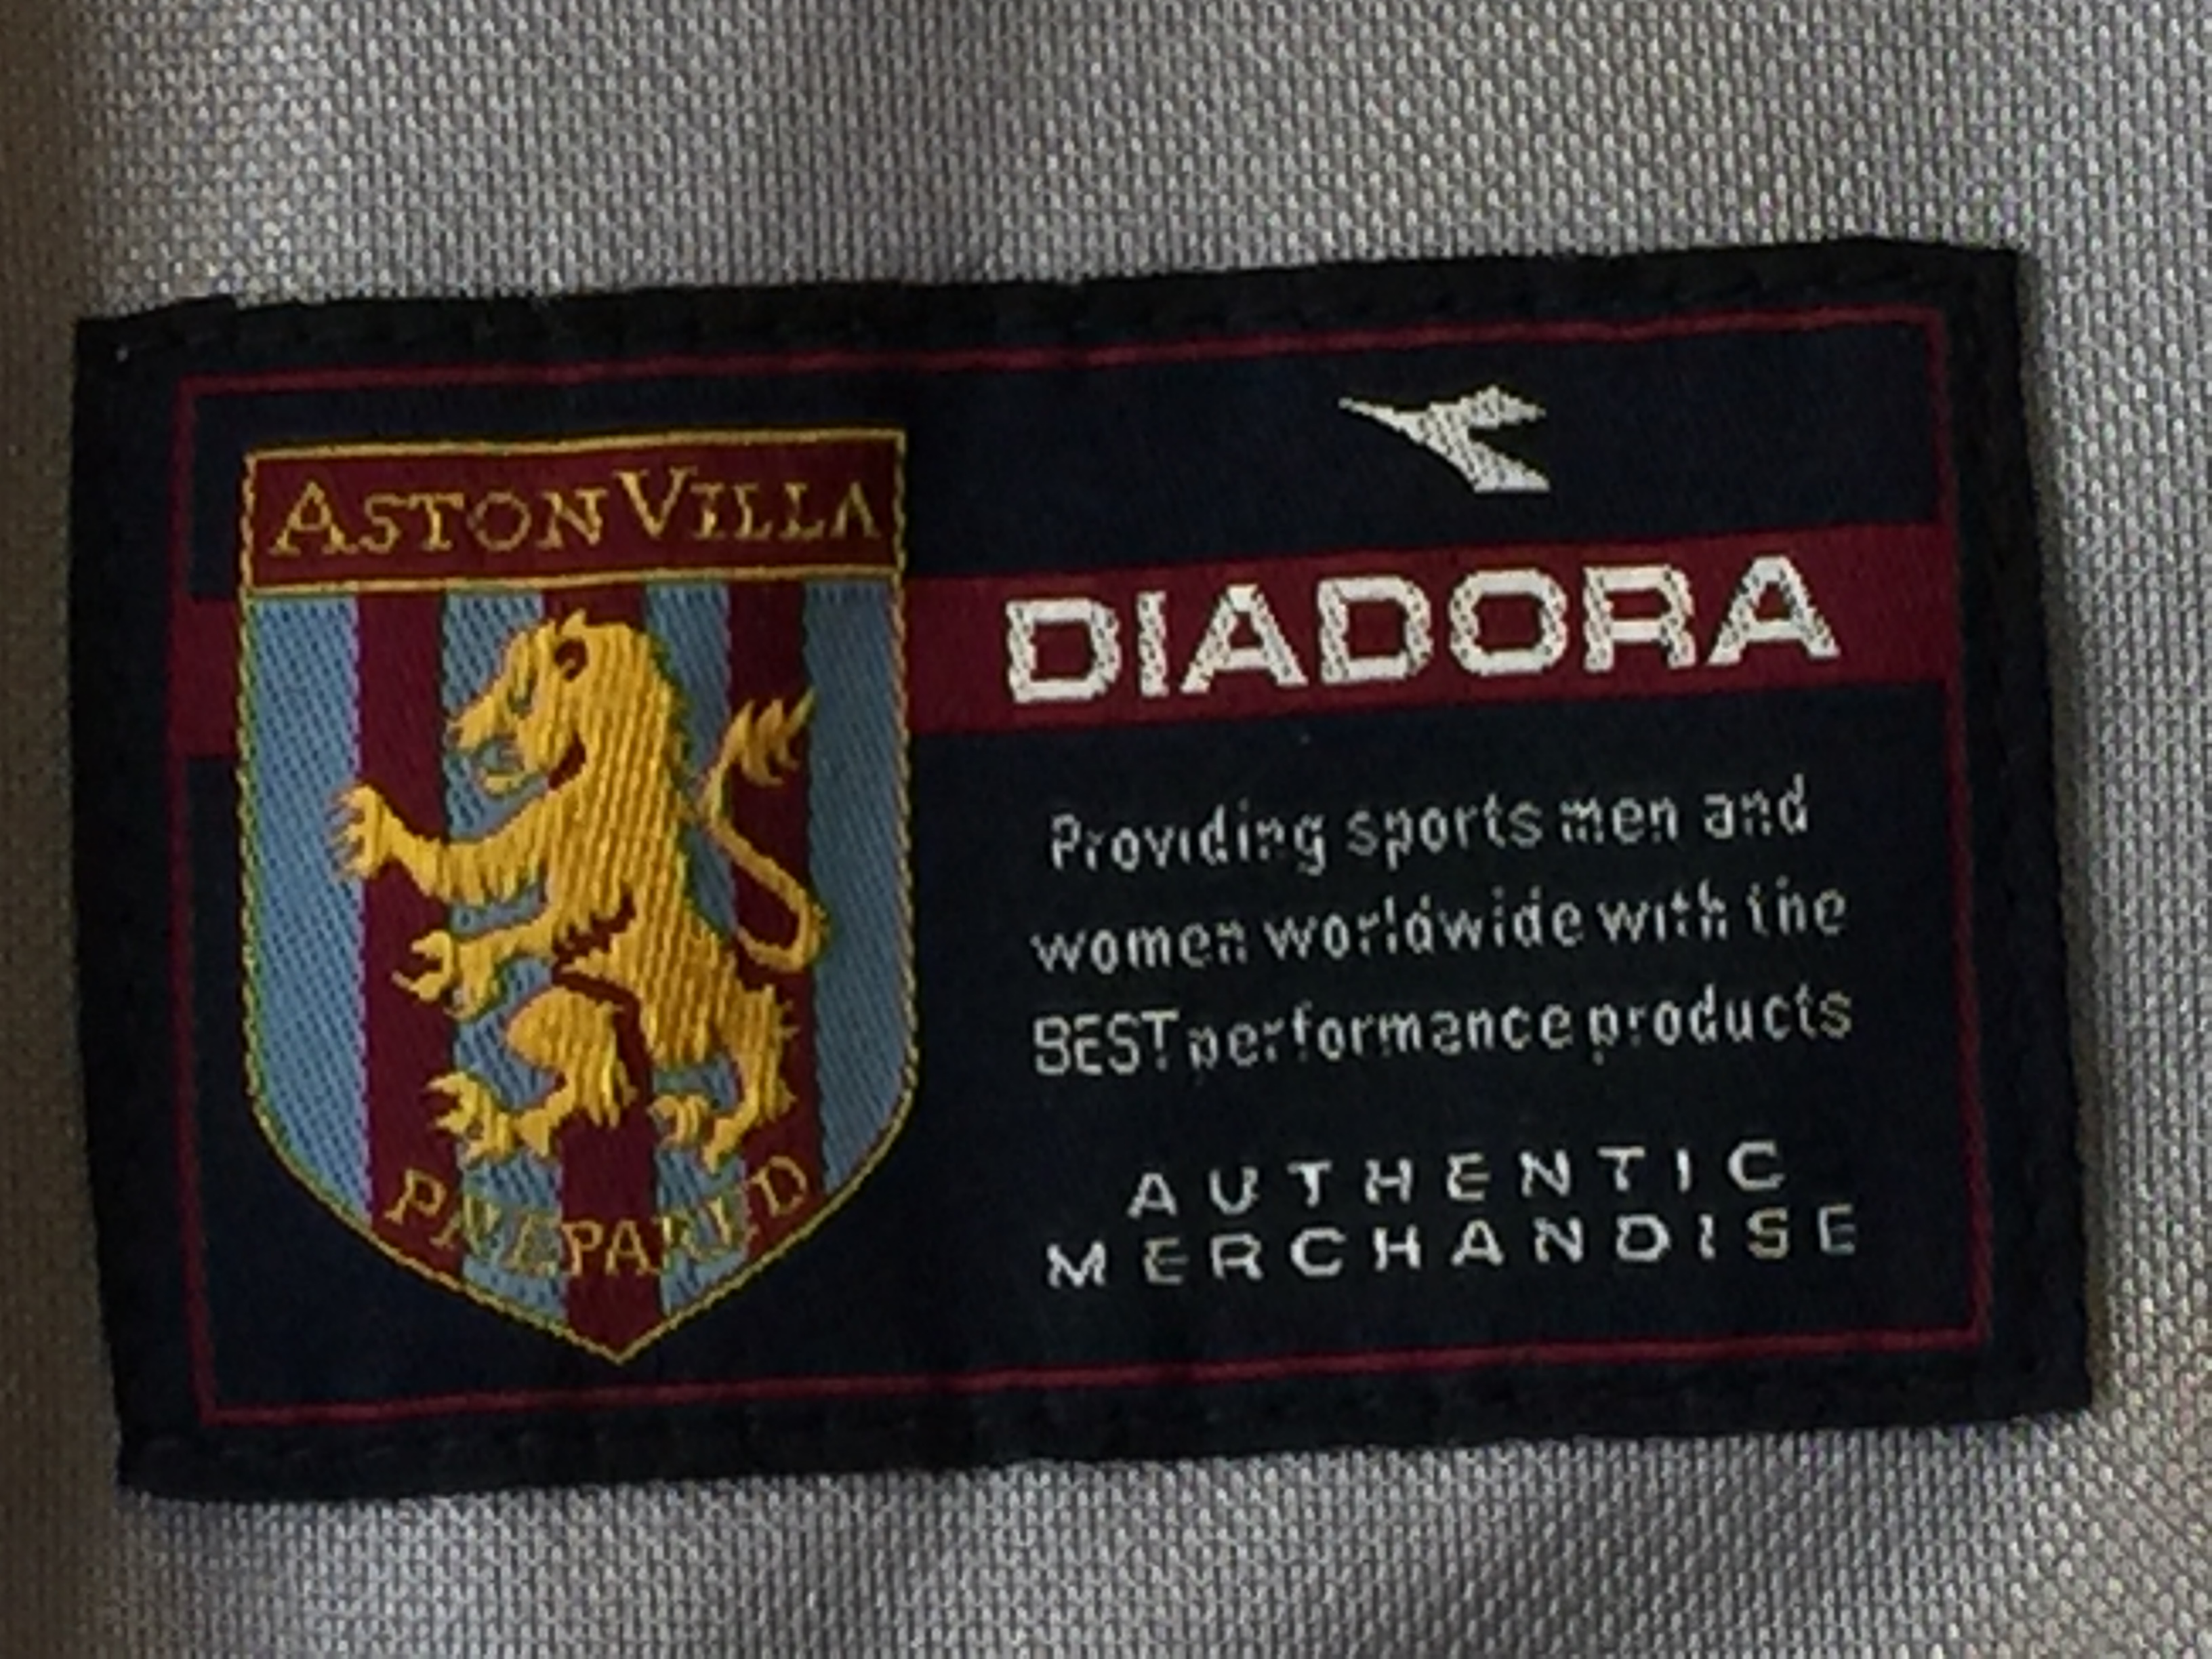 ASTON VILLA
PREPARED
DIADORA
Providing sports men and
women worldwide with the
BEST performance products
AUTHENTIC
MERCHANDISE